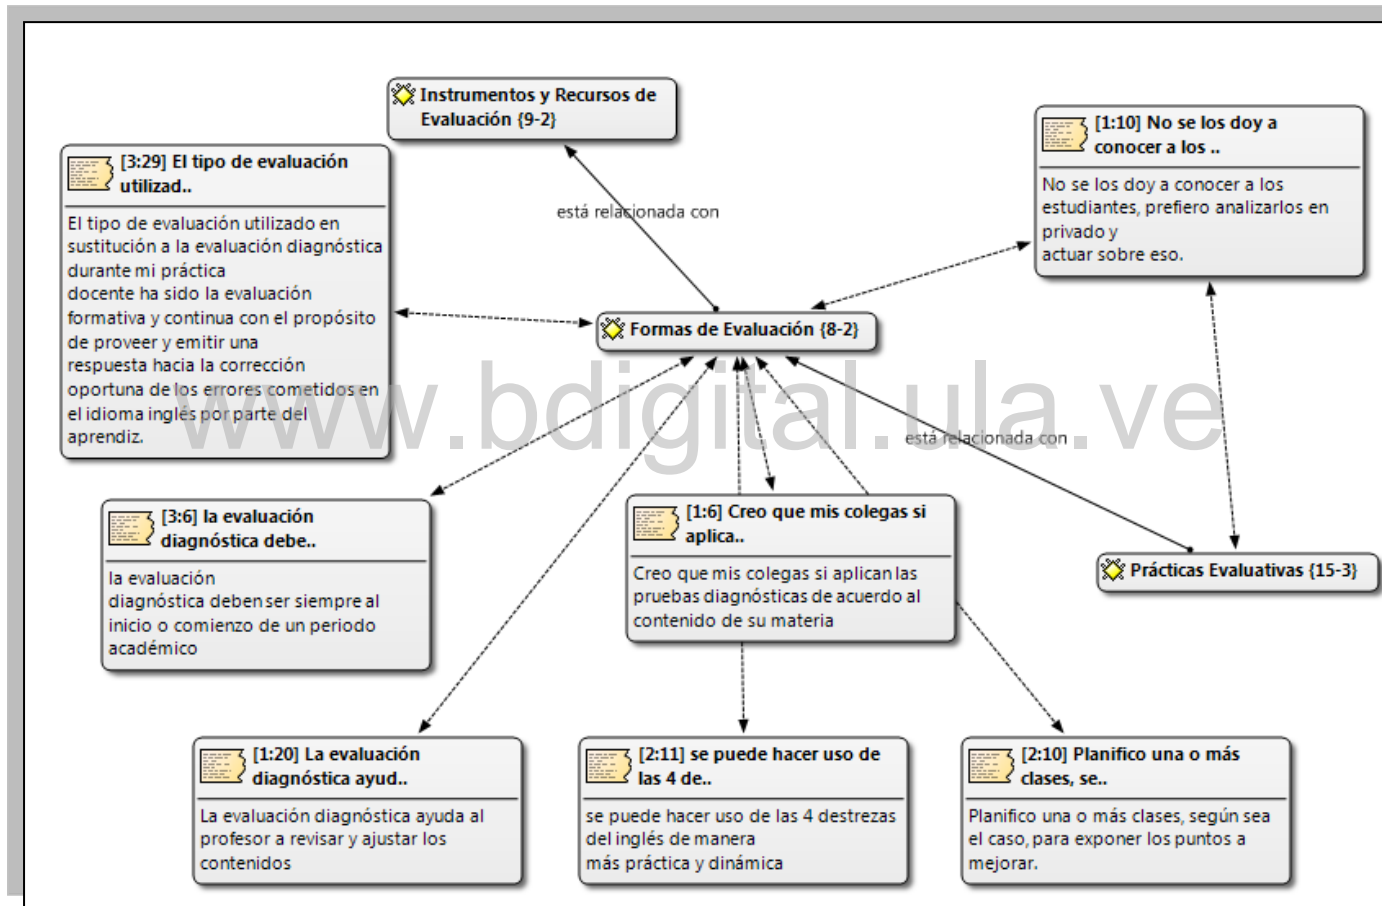 Instrumentos y Recursos de
Evaluación {9-2}
[1:10] No se los doy a
conocer a los ..
No se los doy a conocer a los
estudiantes, prefiero analizarlos en
privado y
actuar sobre eso.
[3:29] El tipo de evaluación
utilizad..
El tipo de evaluación utilizado en
sustitución a la evaluación diagnóstica
durante mi práctica
docente ha sido la evaluación
formativa y continua con el propósito
de proveer y emitir una
respuesta hacia la corrección
oportuna de los errores cometidos en
el idioma inglés por parte del
aprendiz.
está relacionada con
Formas de Evaluación {8-2}
www.bdigital.ula.ve
está relacionada con
[3:6] la evaluación
diagnóstica debe..
la evaluación
diagnóstica deben ser siempre al
inicio o comienzo de un periodo
académico
[1:6] Creo que mis colegas si
aplica..
Creo que mis colegas si aplican las
pruebas diagnósticas de acuerdo al
contenido de su materia
Prácticas Evaluativas {15-3}
[1:20] La evaluación
diagnóstica ayud..
La evaluación diagnóstica ayuda al
profesor a revisar y ajustar los
contenidos
[2:11] se puede hacer uso de
las 4 de..
se puede hacer uso de las 4 destrezas
del inglés de manera
más práctica y dinámica
[2:10] Planifico una o más
clases, se..
Planifico una o más clases, según sea
el caso, para exponer los puntos a
mejorar.